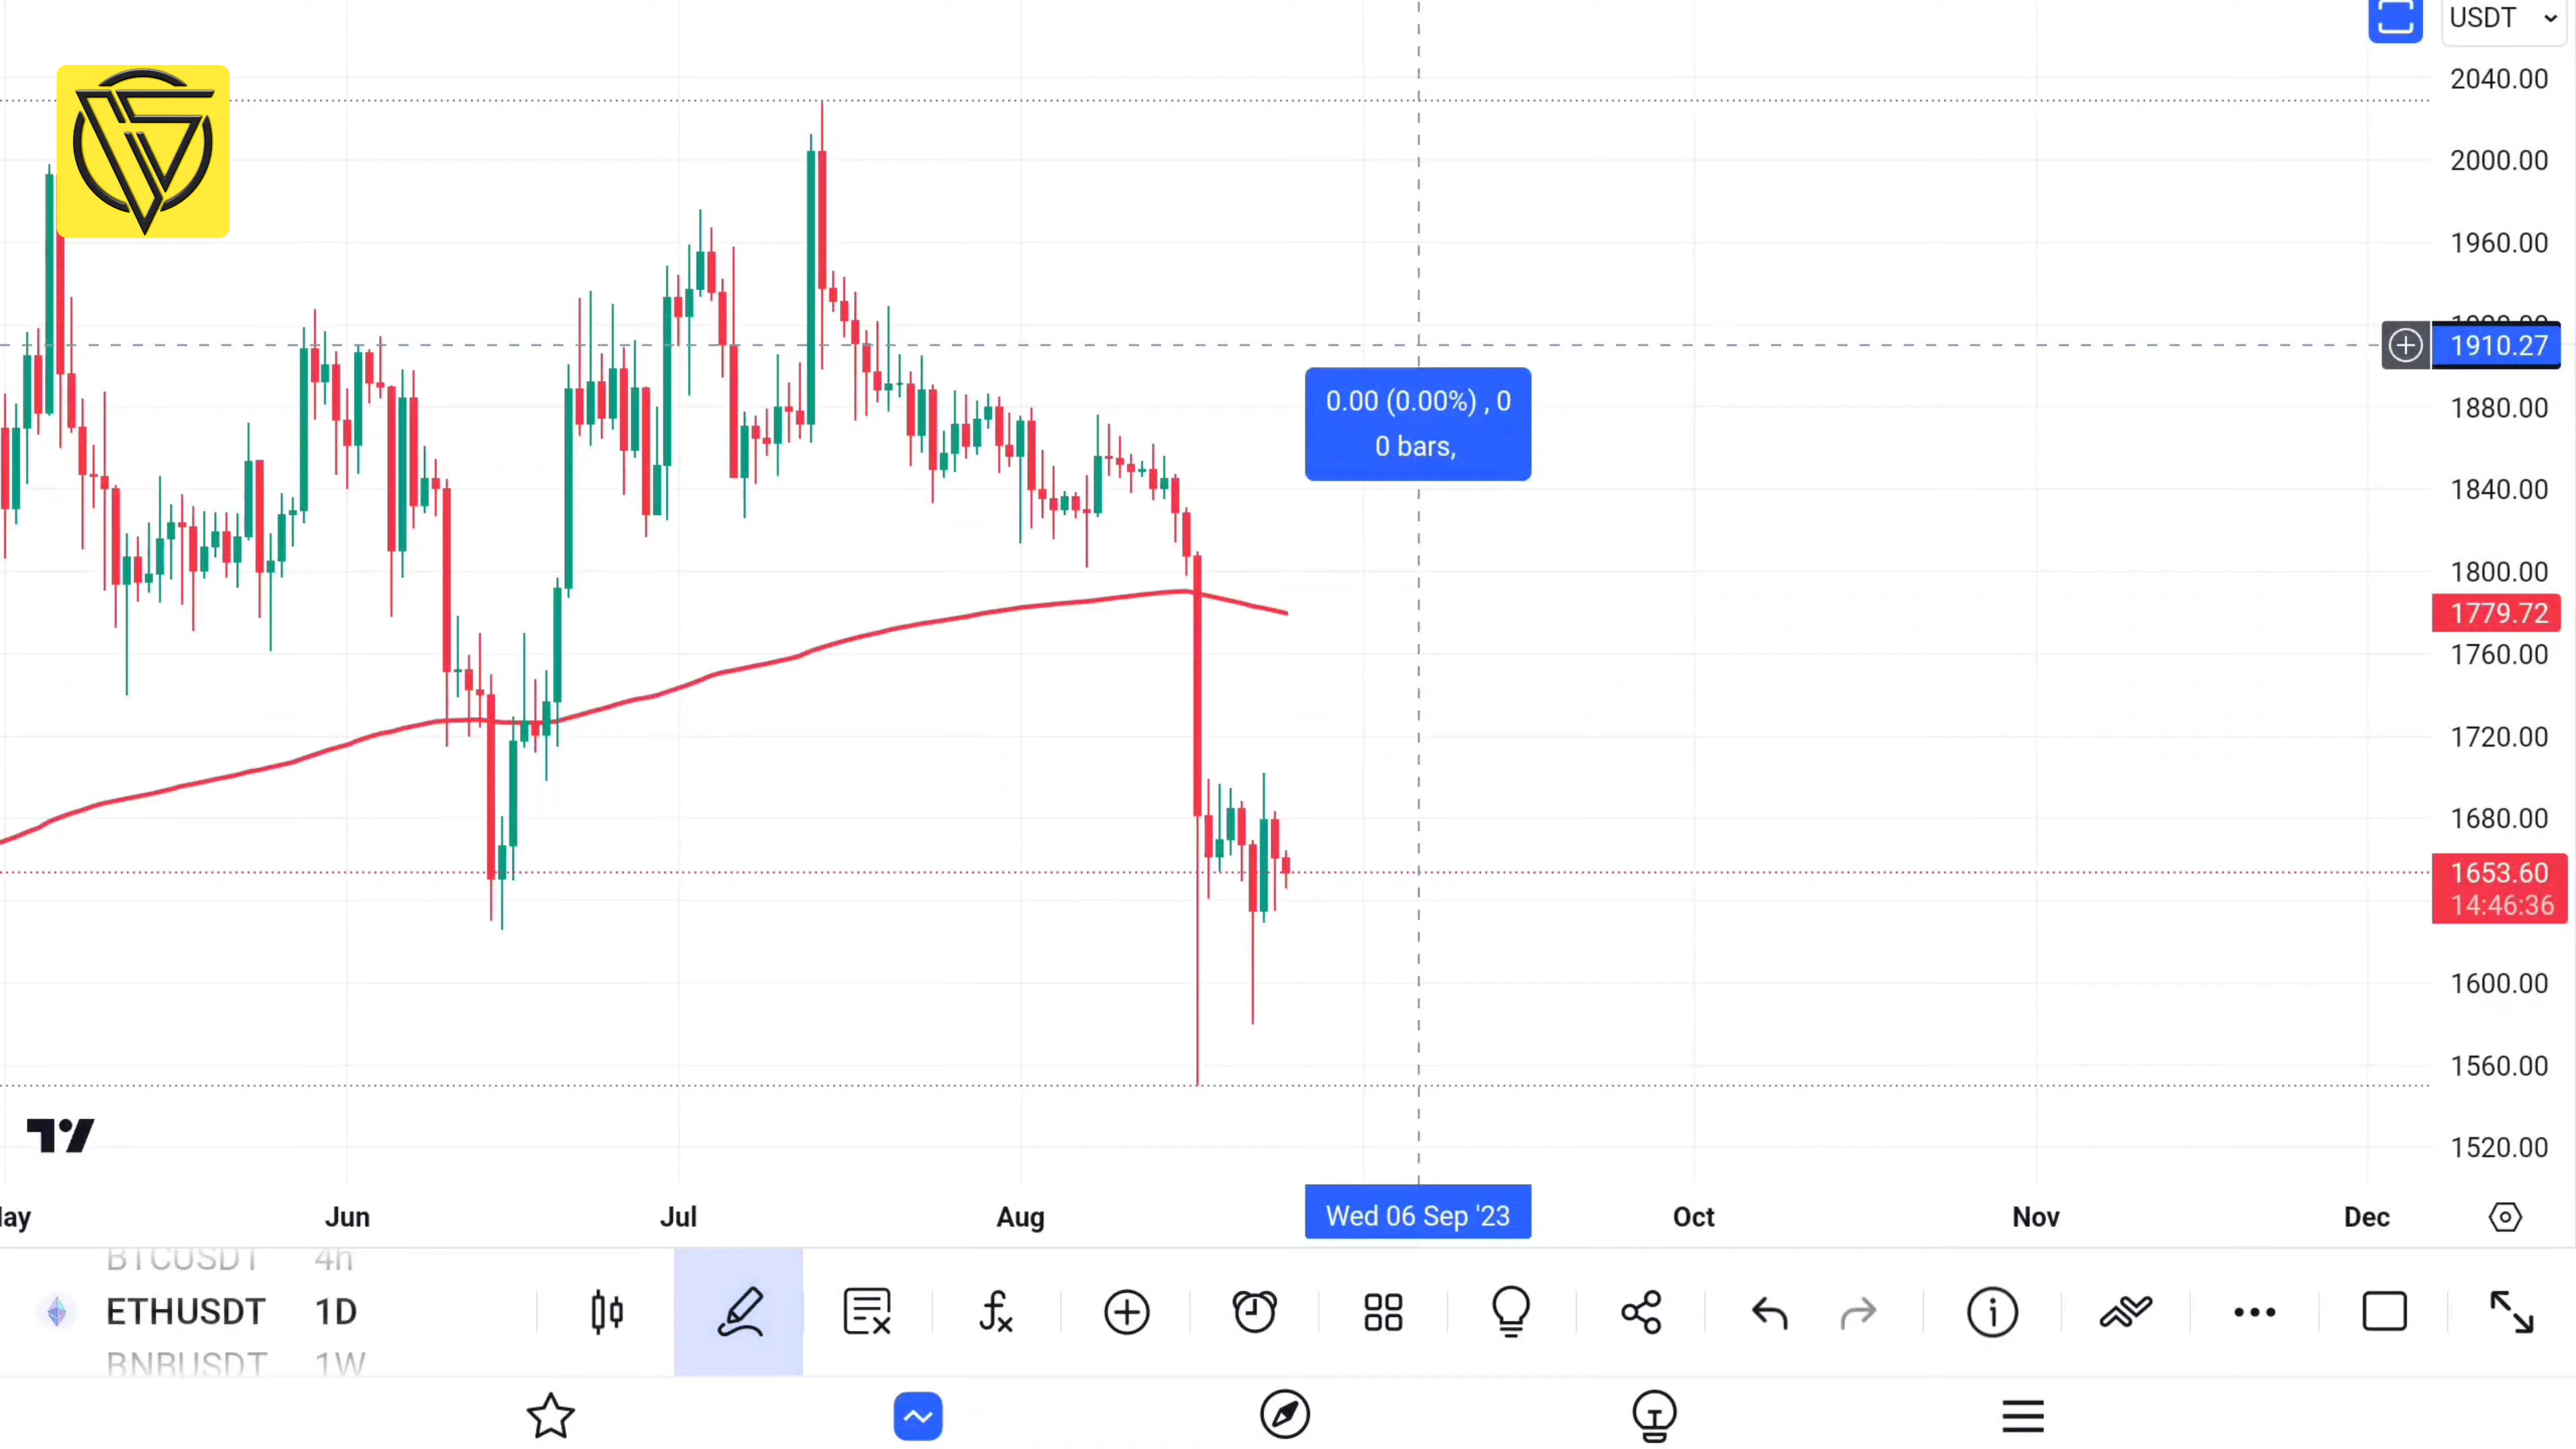 USDT
2040.00
2000.00
1960.00
1910.27
0.00 (0.00%) , 0
0 bars,
1880.00
1840.00
1800.00
1779.72
1760.00
1720.00
1680.00
1653.60
14:46:36
1600.00
1560.00
1520.00
Jun
Jul
Aug
Wed 06 Sep '23
Oct
Nov
Dec
BTCUSDT 4h
ETHUSDT 1D
BNBUSDT 1W